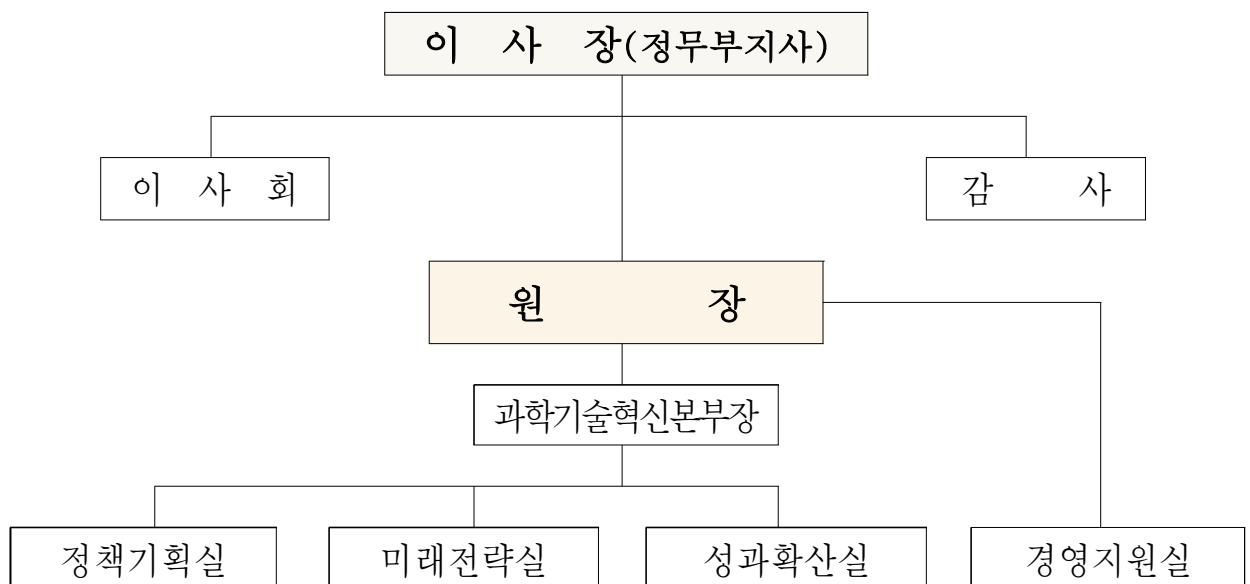 이 사 장(정무부지사)
이 사 회
감 사
원 장
과학기술혁신본부장
정책기획실
미래전략실
성과확산실
경영지원실